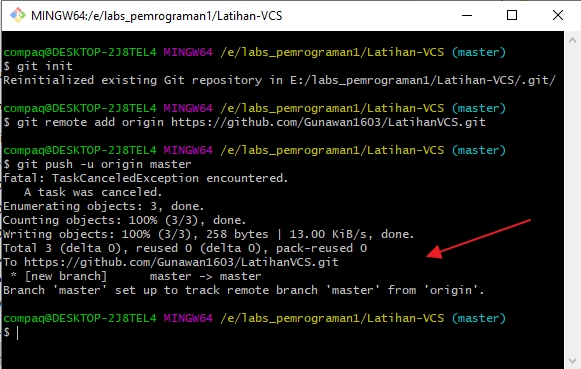 MINGW64:/e/labs_pemrograman1/Latihan-VCS
compaq@DESKTOP-2J8TEL4 MINGW64 /e/labs_pemrograman1/Latihan-VCS (master)
$ git init
Reinitialized existing Git repository in E:/labs_pemrograman1/Latihan-VCS/.git/
compaq@DESKTOP-2J8TEL4 MINGW64 /e/labs_pemrograman1/Latihan-VCS (master)
$ git remote add origin https://github.com/Gunawan1603/LatihanVCS.git
compaq@DESKTOP-2J8TEL4 MINGW64 /e/labs_pemrograman1/Latihan-VCS (master)
$ git push -u origin master
fatal: TaskCanceledException encountered.
   A task was canceled.
Enumerating objects: 3, done.
Counting objects: 100% (3/3), done.
Writing objects: 100% (3/3), 258 bytes | 13.00 KiB/s, done.
Total 3 (delta 0), reused 0 (delta 0), pack-reused 0
To https://github.com/Gunawan1603/LatihanVCS.git
 * [new branch]      master -> master
Branch 'master' set up to track remote branch 'master' from 'origin'.
compaq@DESKTOP-2J8TEL4 MINGW64 /e/labs_pemrograman1/Latihan-VCS (master)
$